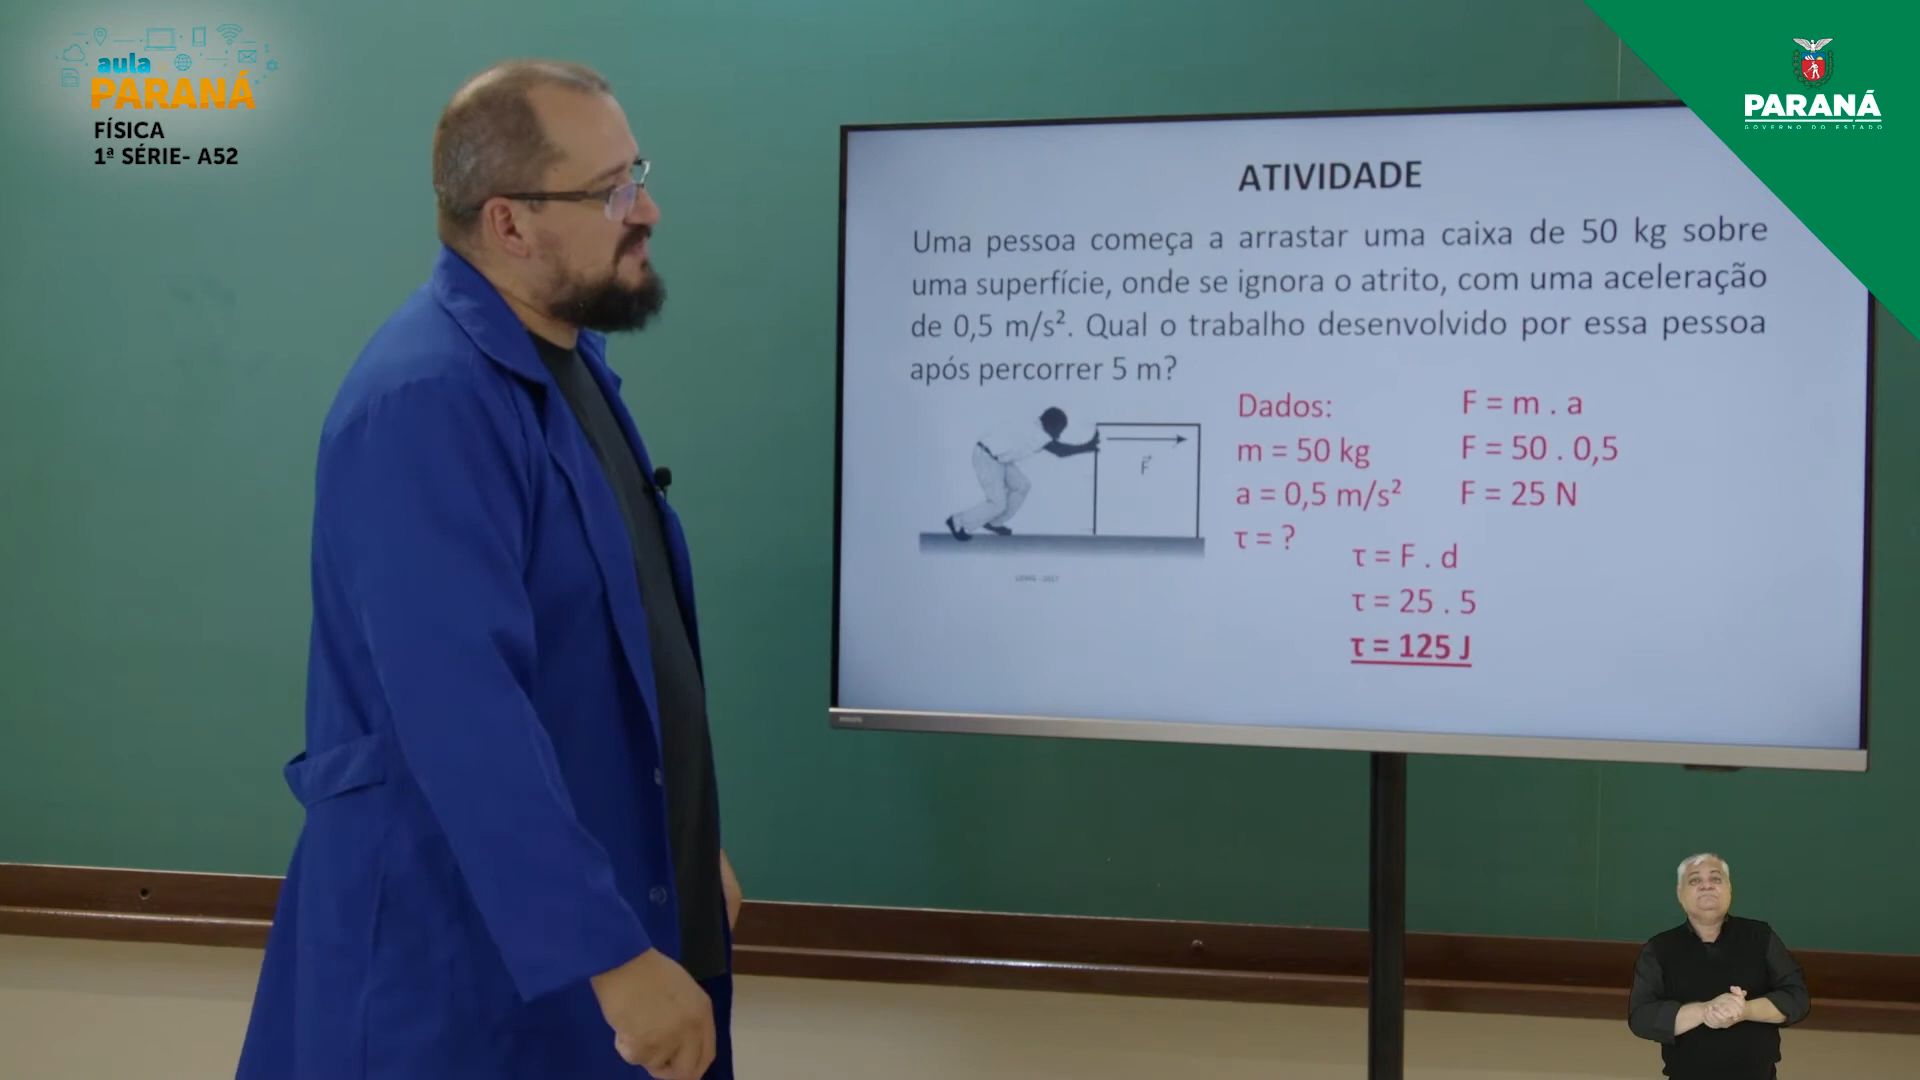 aula
PARANÁ
FÍSICA
1ª SÉRIE- A52
PARANÁ
GOVERNO DO ESTADO
ATIVIDADE
Uma pessoa começa a arrastar uma caixa de 50 kg sobre
uma superfície, onde se ignora o atrito, com uma aceleração
de 0,5 m/s². Qual o trabalho desenvolvido por essa pessoa
após percorrer 5 m?
F
Dados:
m = 50 kg
a = 0,5 m/s²
τ = ?
F = m . a
F = 50 . 0,5
F = 25 N
τ = F . d
τ = 25 . 5
τ = 125 J
PHILIPS